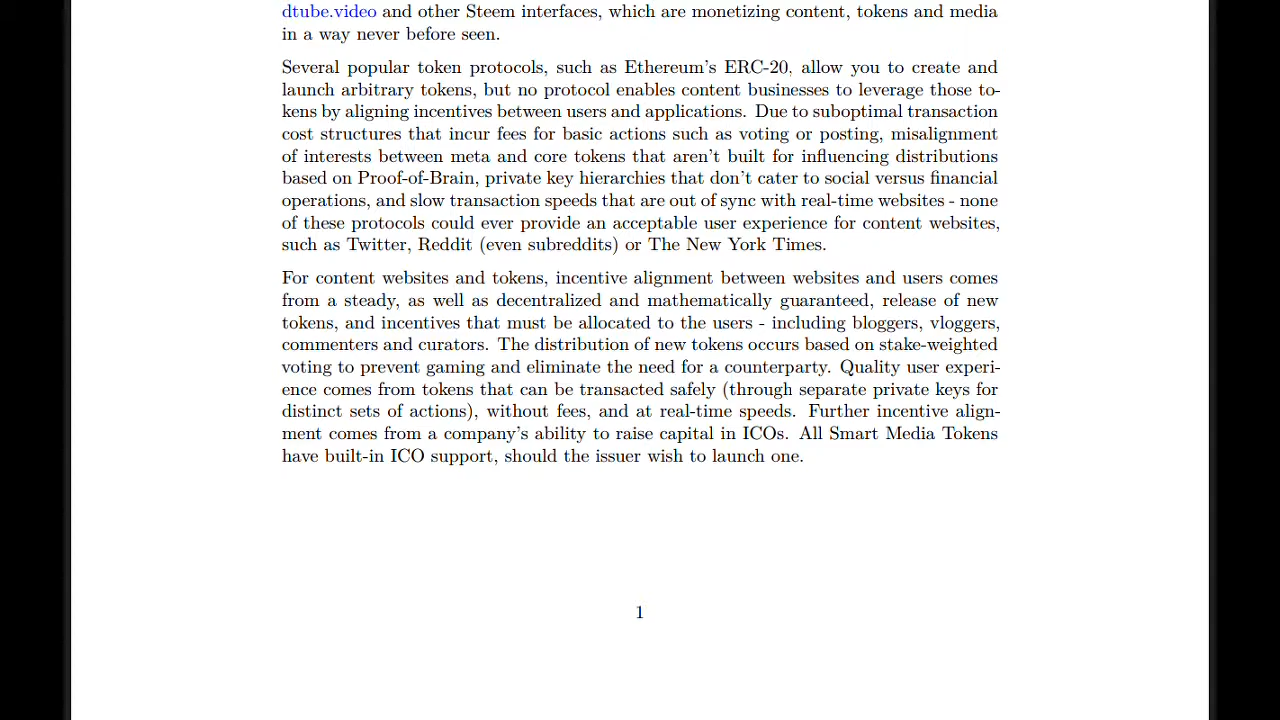 dtube.video and other Steem interfaces, which are monetizing content, tokens and media
in a way never before seen.
Several popular token protocols, such as Ethereum's ERC-20, allow you to create and
launch arbitrary tokens, but no protocol enables content businesses to leverage those to-
kens by aligning incentives between users and applications. Due to suboptimal transaction
cost structures that incur fees for basic actions such as voting or posting, misalignment
of interests between meta and core tokens that aren't built for influencing distributions
based on Proof-of-Brain, private key hierarchies that don't cater to social versus financial
operations, and slow transaction speeds that are out of sync with real-time websites - none
of these protocols could ever provide an acceptable user experience for content websites,
such as Twitter, Reddit (even subreddits) or The New York Times.
For content websites and tokens, incentive alignment between websites and users comes
from a steady, as well as decentralized and mathematically guaranteed, release of new
tokens, and incentives that must be allocated to the users - including bloggers, vloggers,
commenters and curators. The distribution of new tokens occurs based on stake-weighted
voting to prevent gaming and eliminate the need for a counterparty. Quality user experi-
ence comes from tokens that can be transacted safely (through separate private keys for
distinct sets of actions), without fees, and at real-time speeds. Further incentive align-
ment comes from a company's ability to raise capital in ICOs. All Smart Media Tokens
have built-in ICO support, should the issuer wish to launch one.
1